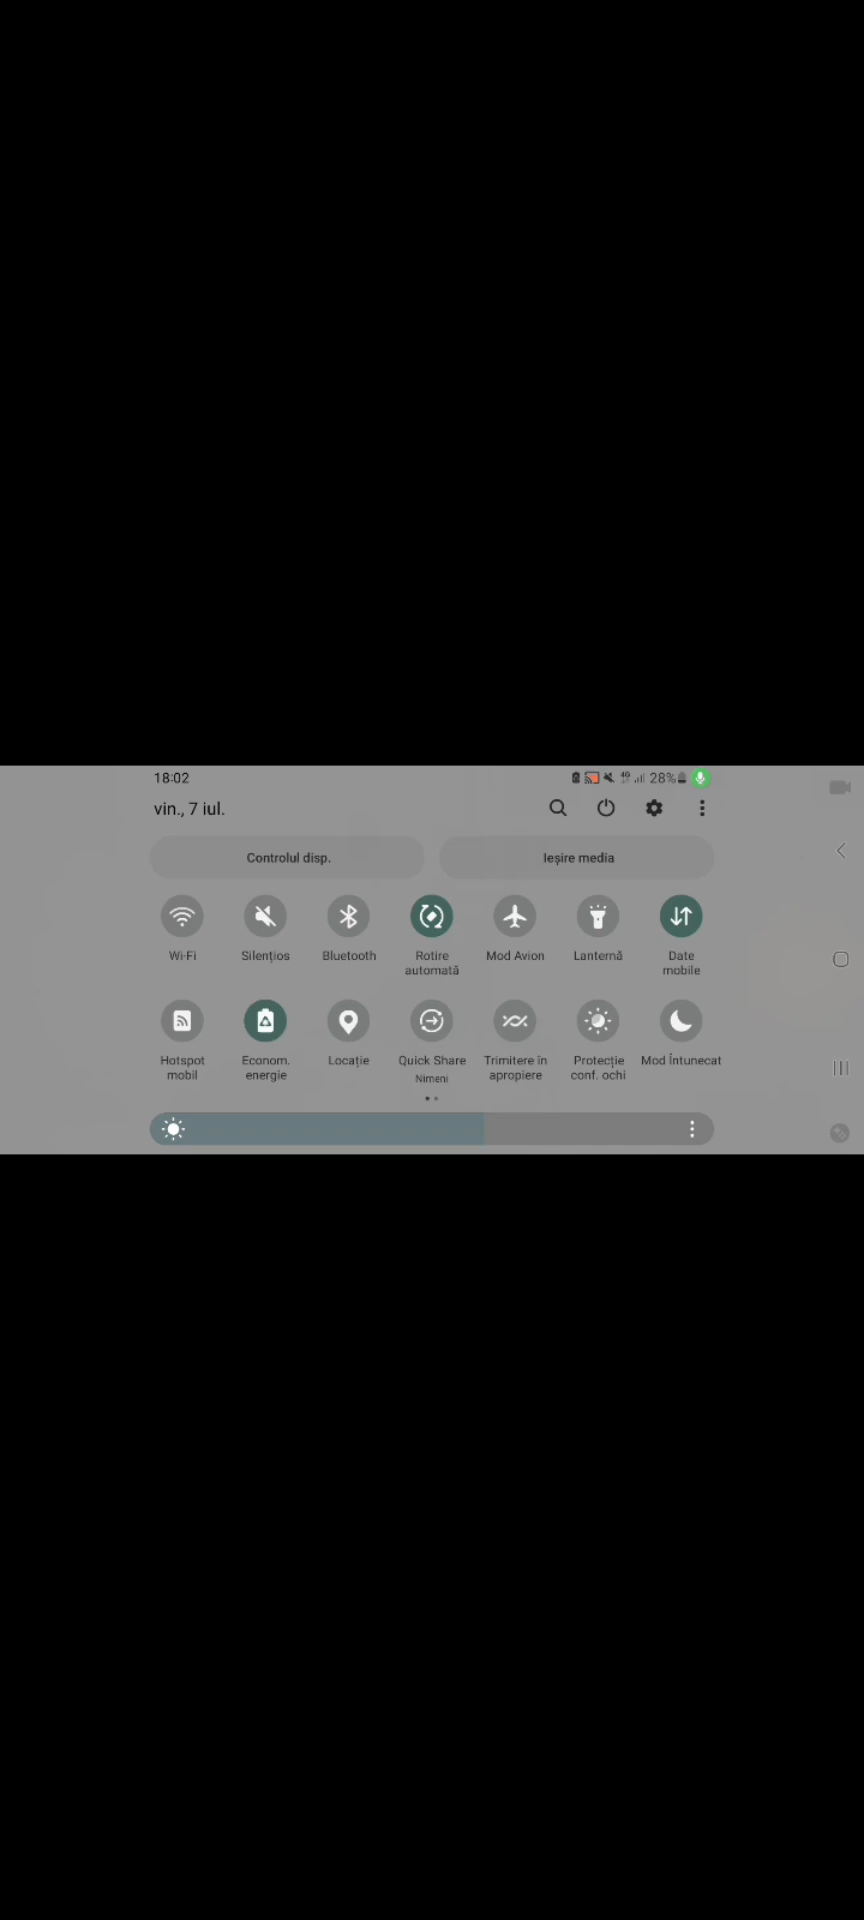 18:02
4G 28%
vin., 7 iul.
Controlul disp. Ieșire media
Wi-Fi Silențios Bluetooth Rotire automată Mod Avion Lanternă Date mobile
Hotspot mobil Econom. energie Locație Quick Share Nimeni Trimitere în apropiere Protecție conf. ochi Mod Întunecat